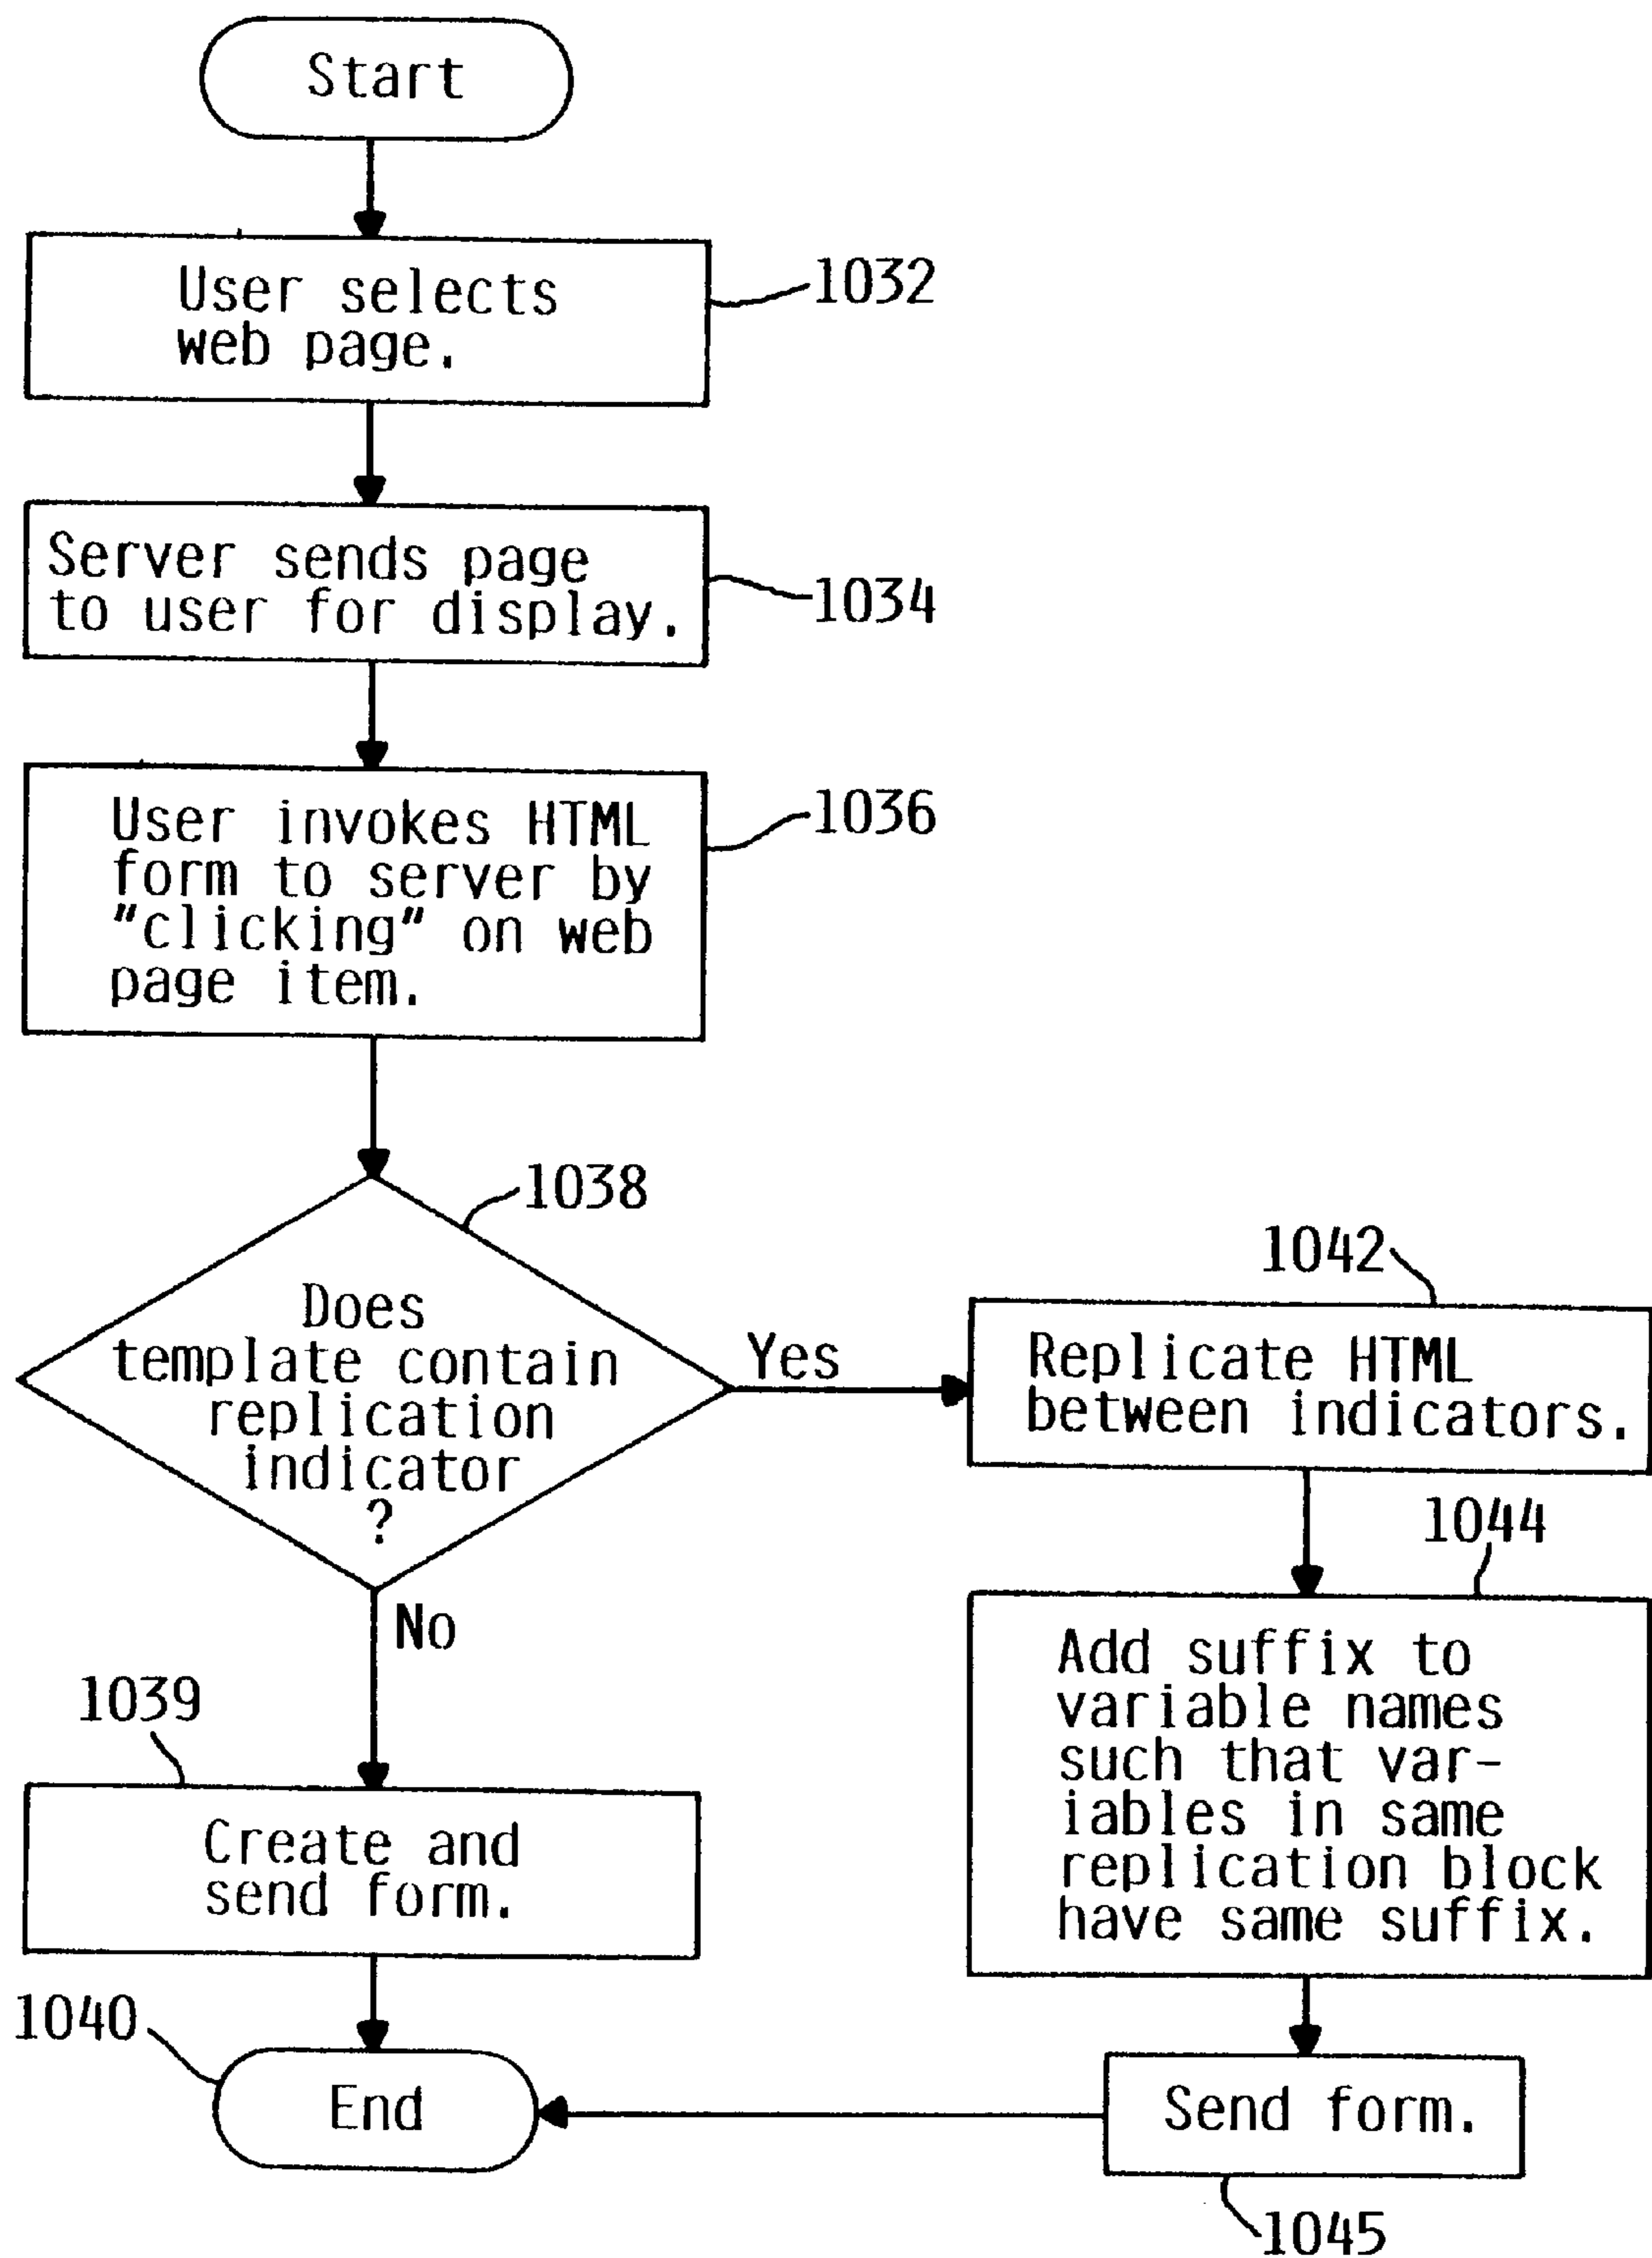 Start
User selects
web page.
1032
Server sends page
to user for display.
1034
User invokes HTML
form to server by
"clicking" on web
page item.
1036
1038
Does
template contain
replication
indicator
?
Yes
1042
Replicate HTML
between indicators.
1044
Add suffix to
variable names
such that var-
iables in same
replication block
have same suffix.
No
1039
Create and
send form.
1040
End
Send form.
1045